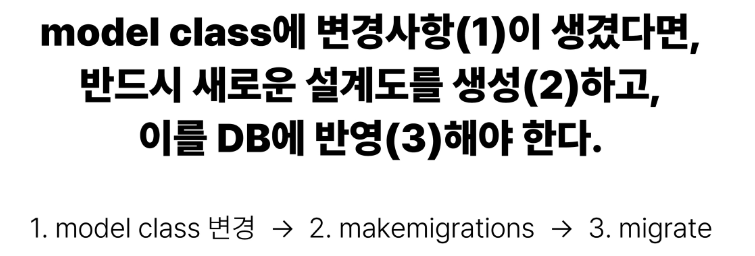 model class에 변경사항(1)이 생겼다면,
반드시 새로운 설계도를 생성(2)하고,
이를 DB에 반영(3)해야 한다.
1. model class 변경 → 2. makemigrations → 3. migrate